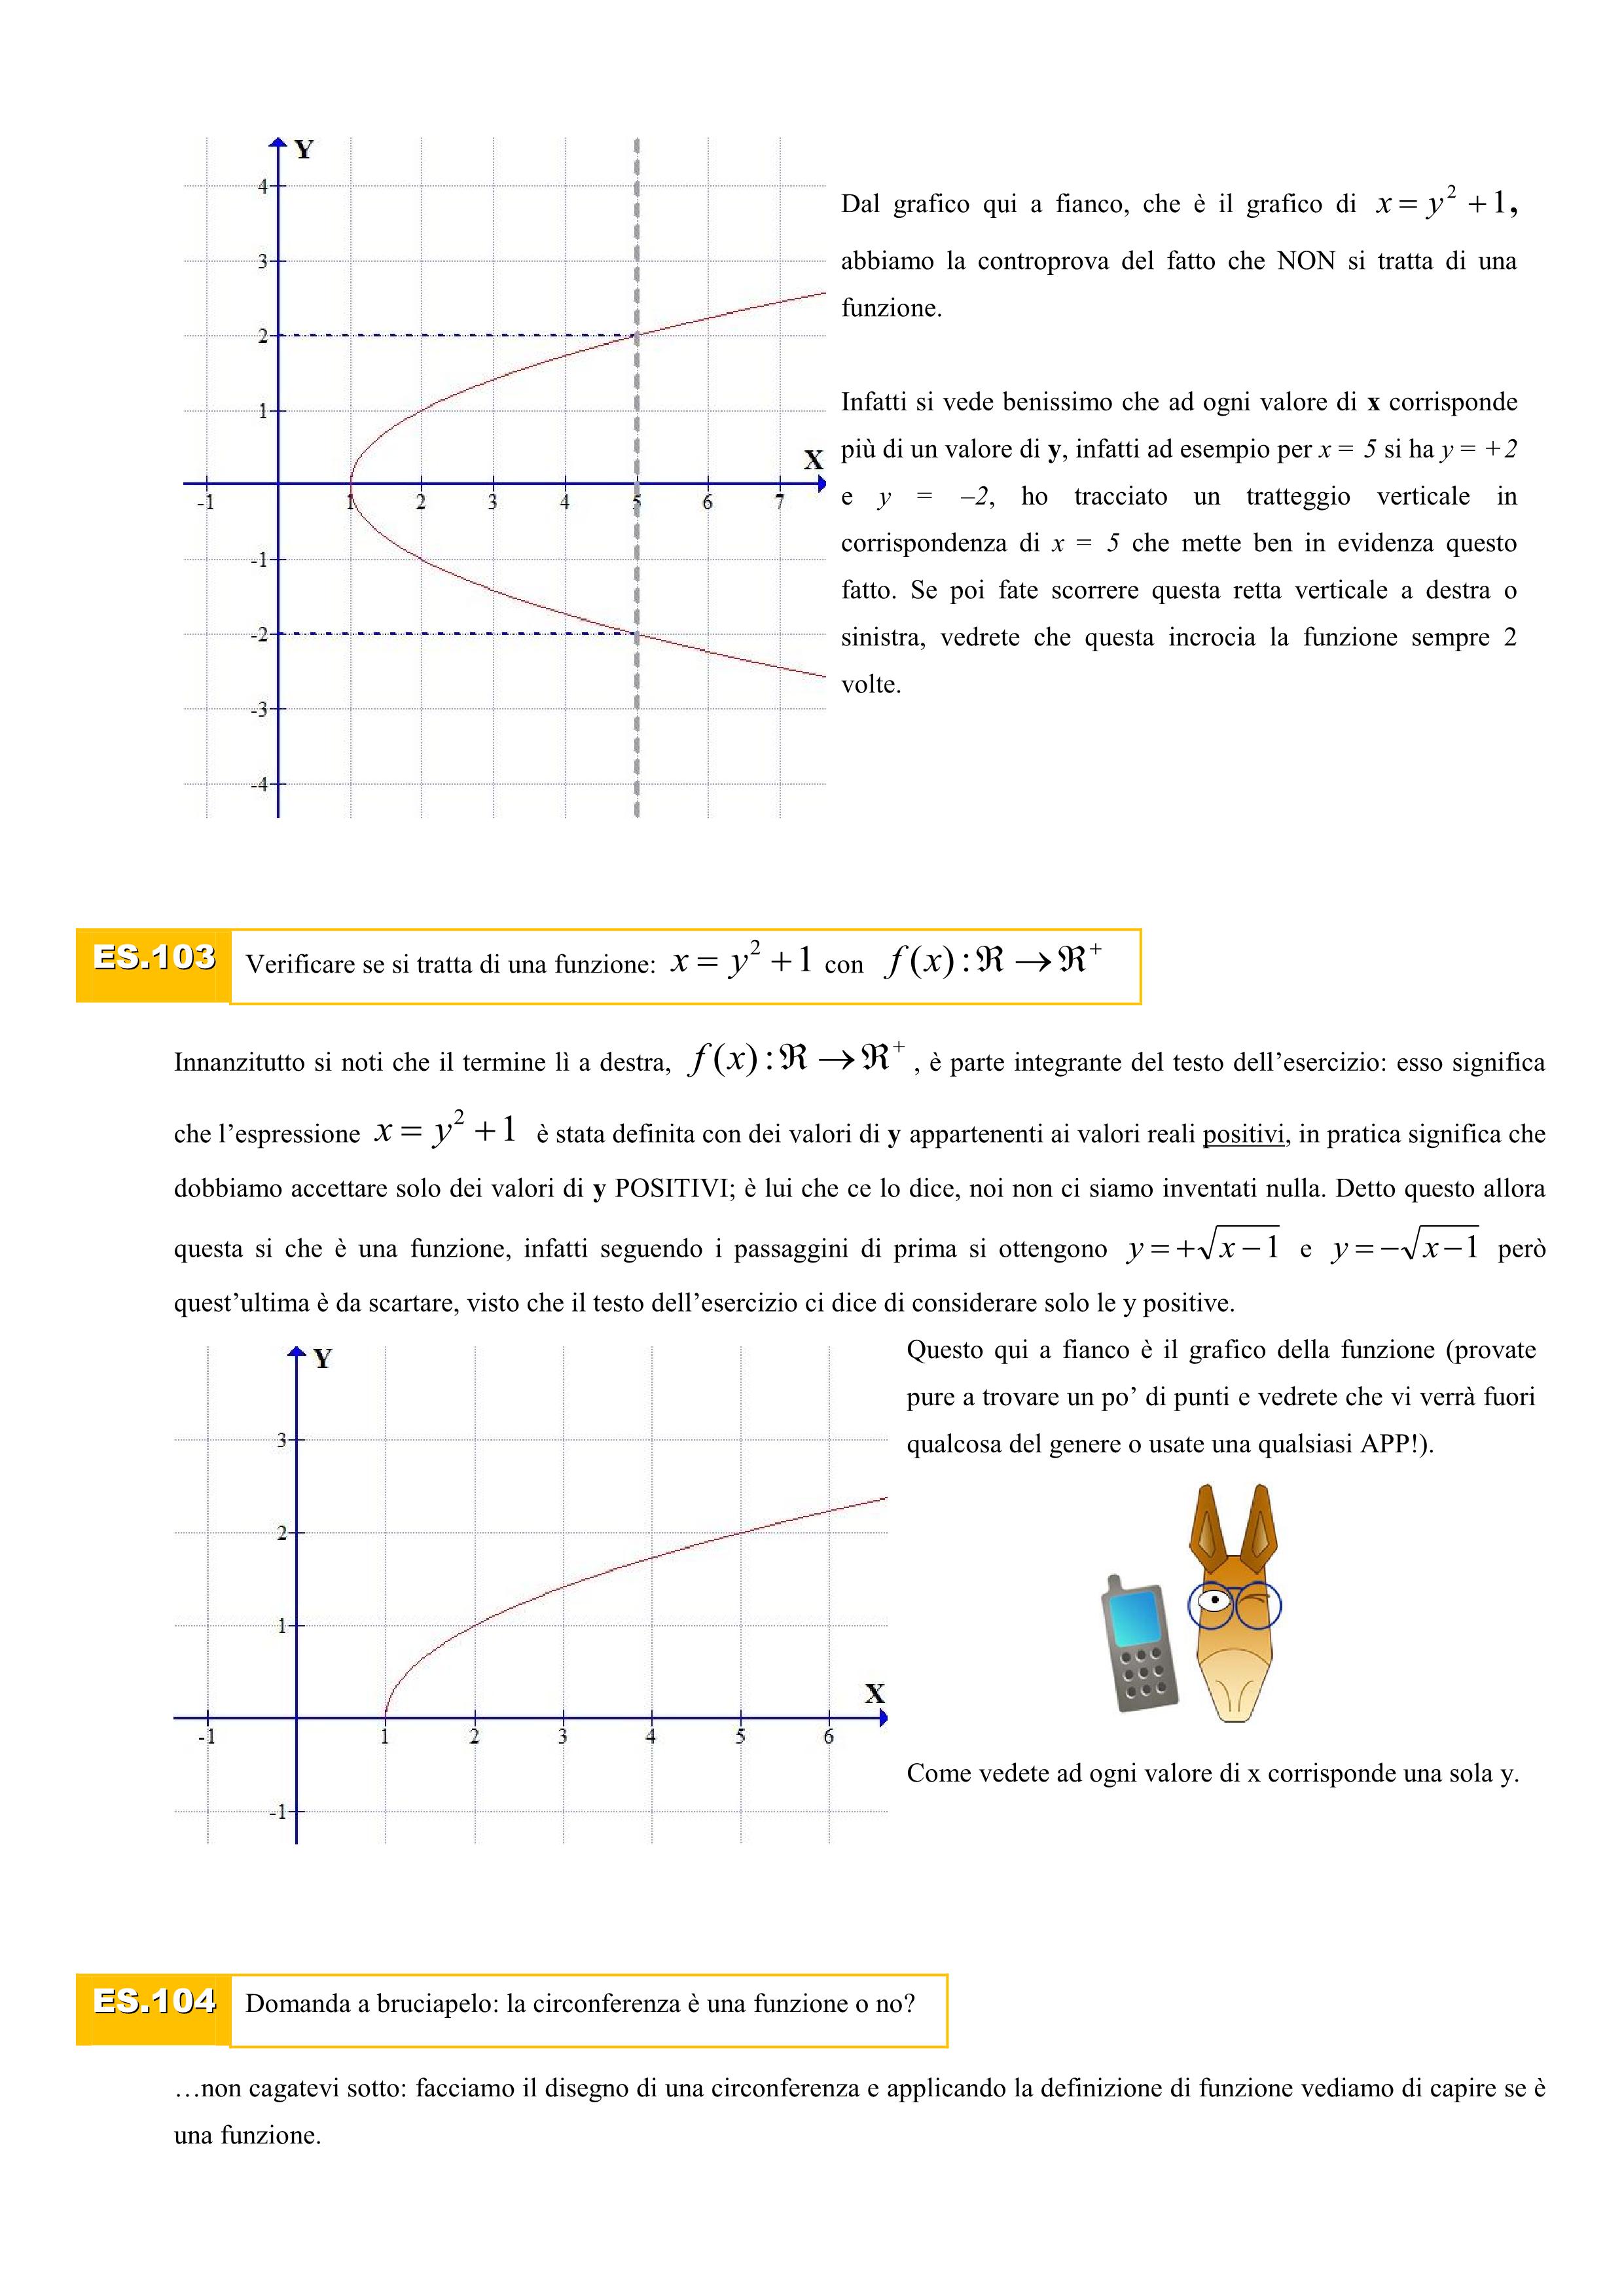 Y
4
3
2
1
X
-1
1
2
3
4
5
6
7
-1
-2
-3
-4
Dal grafico qui a fianco, che è il grafico di x = y² + 1,
abbiamo la controprova del fatto che NON si tratta di una
funzione.
Infatti si vede benissimo che ad ogni valore di x corrisponde
più di un valore di y, infatti ad esempio per x = 5 si ha y = +2
e y = –2, ho tracciato un tratteggio verticale in
corrispondenza di x = 5 che mette ben in evidenza questo
fatto. Se poi fate scorrere questa retta verticale a destra o
sinistra, vedrete che questa incrocia la funzione sempre 2
volte.
ES.103 Verificare se si tratta di una funzione: x = y² + 1 con f(x): ℜ → ℜ⁺
Innanzitutto si noti che il termine lì a destra, f(x): ℜ → ℜ⁺ , è parte integrante del testo dell’esercizio: esso significa
che l’espressione x = y² + 1 è stata definita con dei valori di y appartenenti ai valori reali positivi, in pratica significa che
dobbiamo accettare solo dei valori di y POSITIVI; è lui che ce lo dice, noi non ci siamo inventati nulla. Detto questo allora
questa si che è una funzione, infatti seguendo i passaggini di prima si ottengono y = +√(x − 1) e y = −√(x − 1) però
quest’ultima è da scartare, visto che il testo dell’esercizio ci dice di considerare solo le y positive.
Y
3
2
1
X
-1
1
2
3
4
5
6
-1
Questo qui a fianco è il grafico della funzione (provate
pure a trovare un po’ di punti e vedrete che vi verrà fuori
qualcosa del genere o usate una qualsiasi APP!).
Come vedete ad ogni valore di x corrisponde una sola y.
ES.104 Domanda a bruciapelo: la circonferenza è una funzione o no?
…non cagatevi sotto: facciamo il disegno di una circonferenza e applicando la definizione di funzione vediamo di capire se è
una funzione.